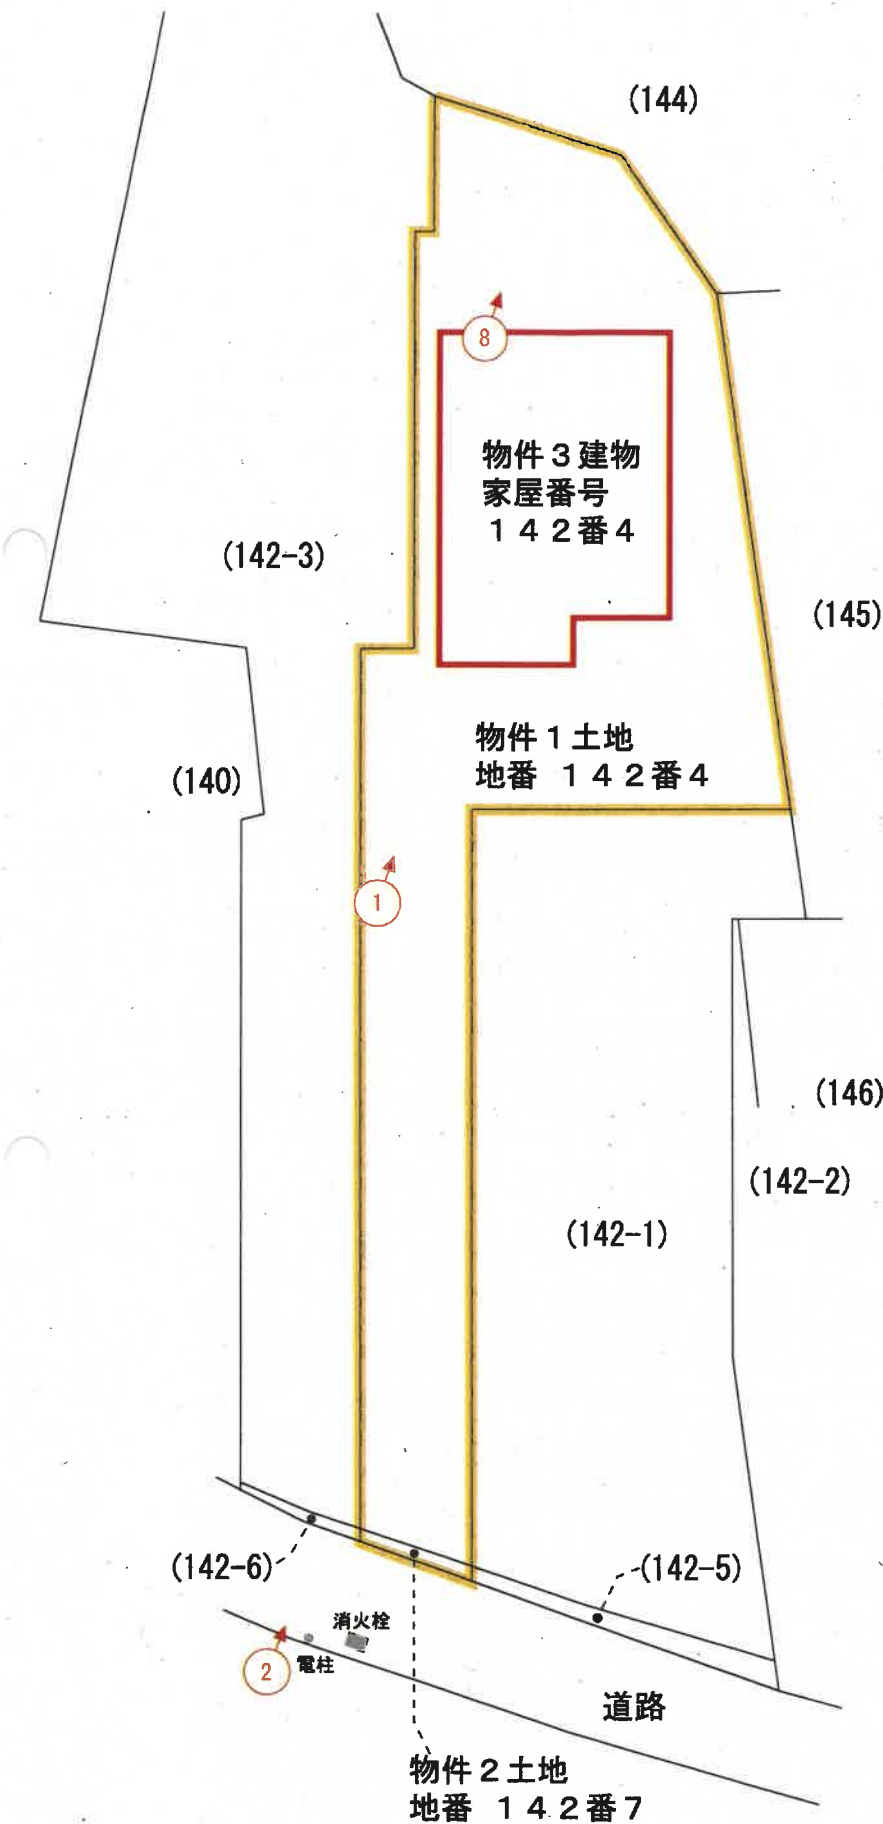 (144)
8
物件３建物
家屋番号
１４２番４
(142-3)
(145)
物件１土地
地番 １４２番４
(140)
1
(146)
(142-2)
(142-1)
(142-6)
(142-5)
消火栓
2
電柱
道路
物件２土地
地番 １４２番７